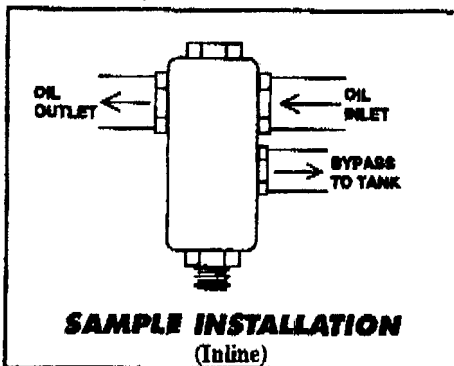 OIL
OUTLET
OIL
INLET
BYPASS
TO TANK
SAMPLE INSTALLATION
(Inline)